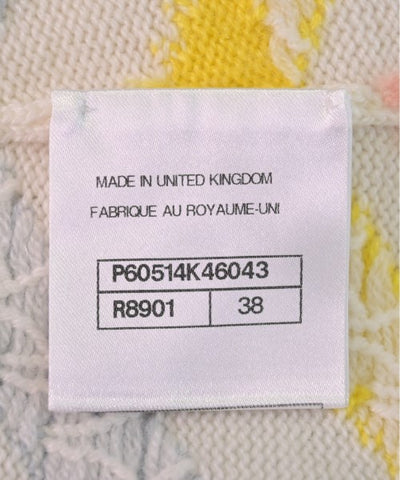 MADE IN UNITED KINGDOM
FABRIQUE AU ROYAUME-UNI
P60514K46043
R8901 38